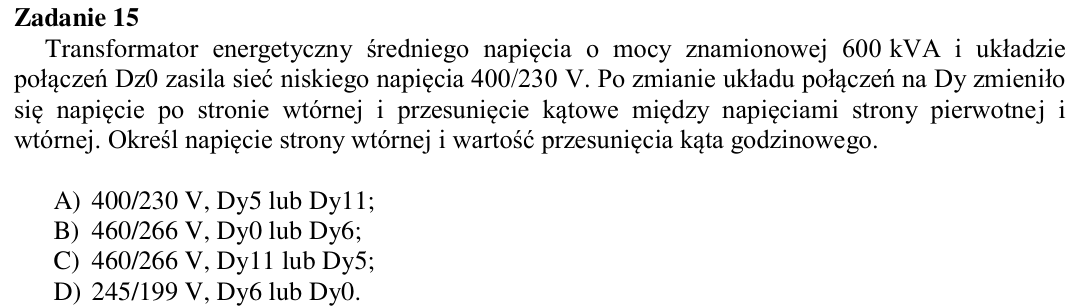 Zadanie 15
Transformator energetyczny średniego napięcia o mocy znamionowej 600 kVA i układzie
połączeń Dz0 zasila sieć niskiego napięcia 400/230 V. Po zmianie układu połączeń na Dy zmieniło
się napięcie po stronie wtórnej i przesunięcie kątowe między napięciami strony pierwotnej i
wtórnej. Określ napięcie strony wtórnej i wartość przesunięcia kąta godzinowego.
A) 400/230 V, Dy5 lub Dy11;
B) 460/266 V, Dy0 lub Dy6;
C) 460/266 V, Dy11 lub Dy5;
D) 245/199 V, Dy6 lub Dy0.